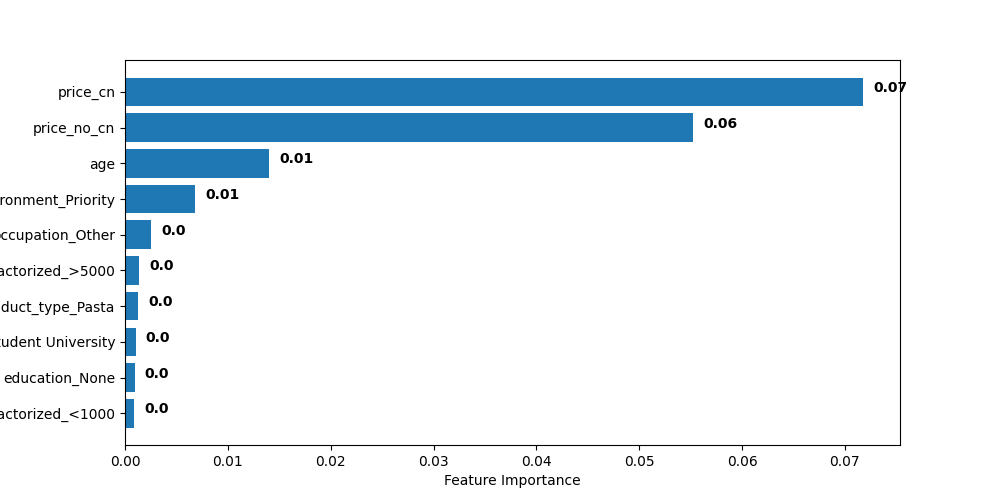 price_cn 0.07
price_no_cn 0.06
age 0.01
ronment_Priority 0.01
ccupation_Other 0.0
actorized_>5000 0.0
duct_type_Pasta 0.0
tudent University 0.0
education_None 0.0
actorized_<1000 0.0
0.00 0.01 0.02 0.03 0.04 0.05 0.06 0.07
Feature Importance